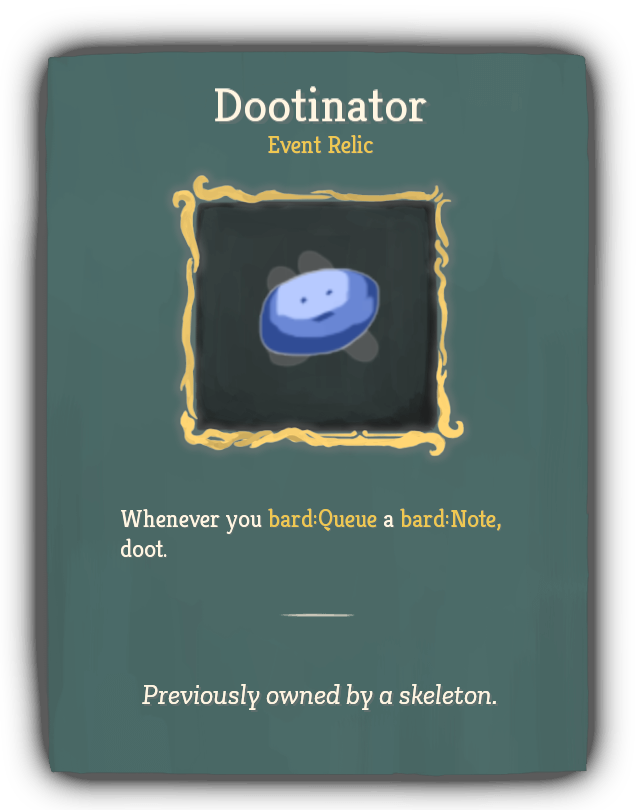 Dootinator
Event Relic
Whenever you bard:Queue a bard:Note,
doot.
Previously owned by a skeleton.